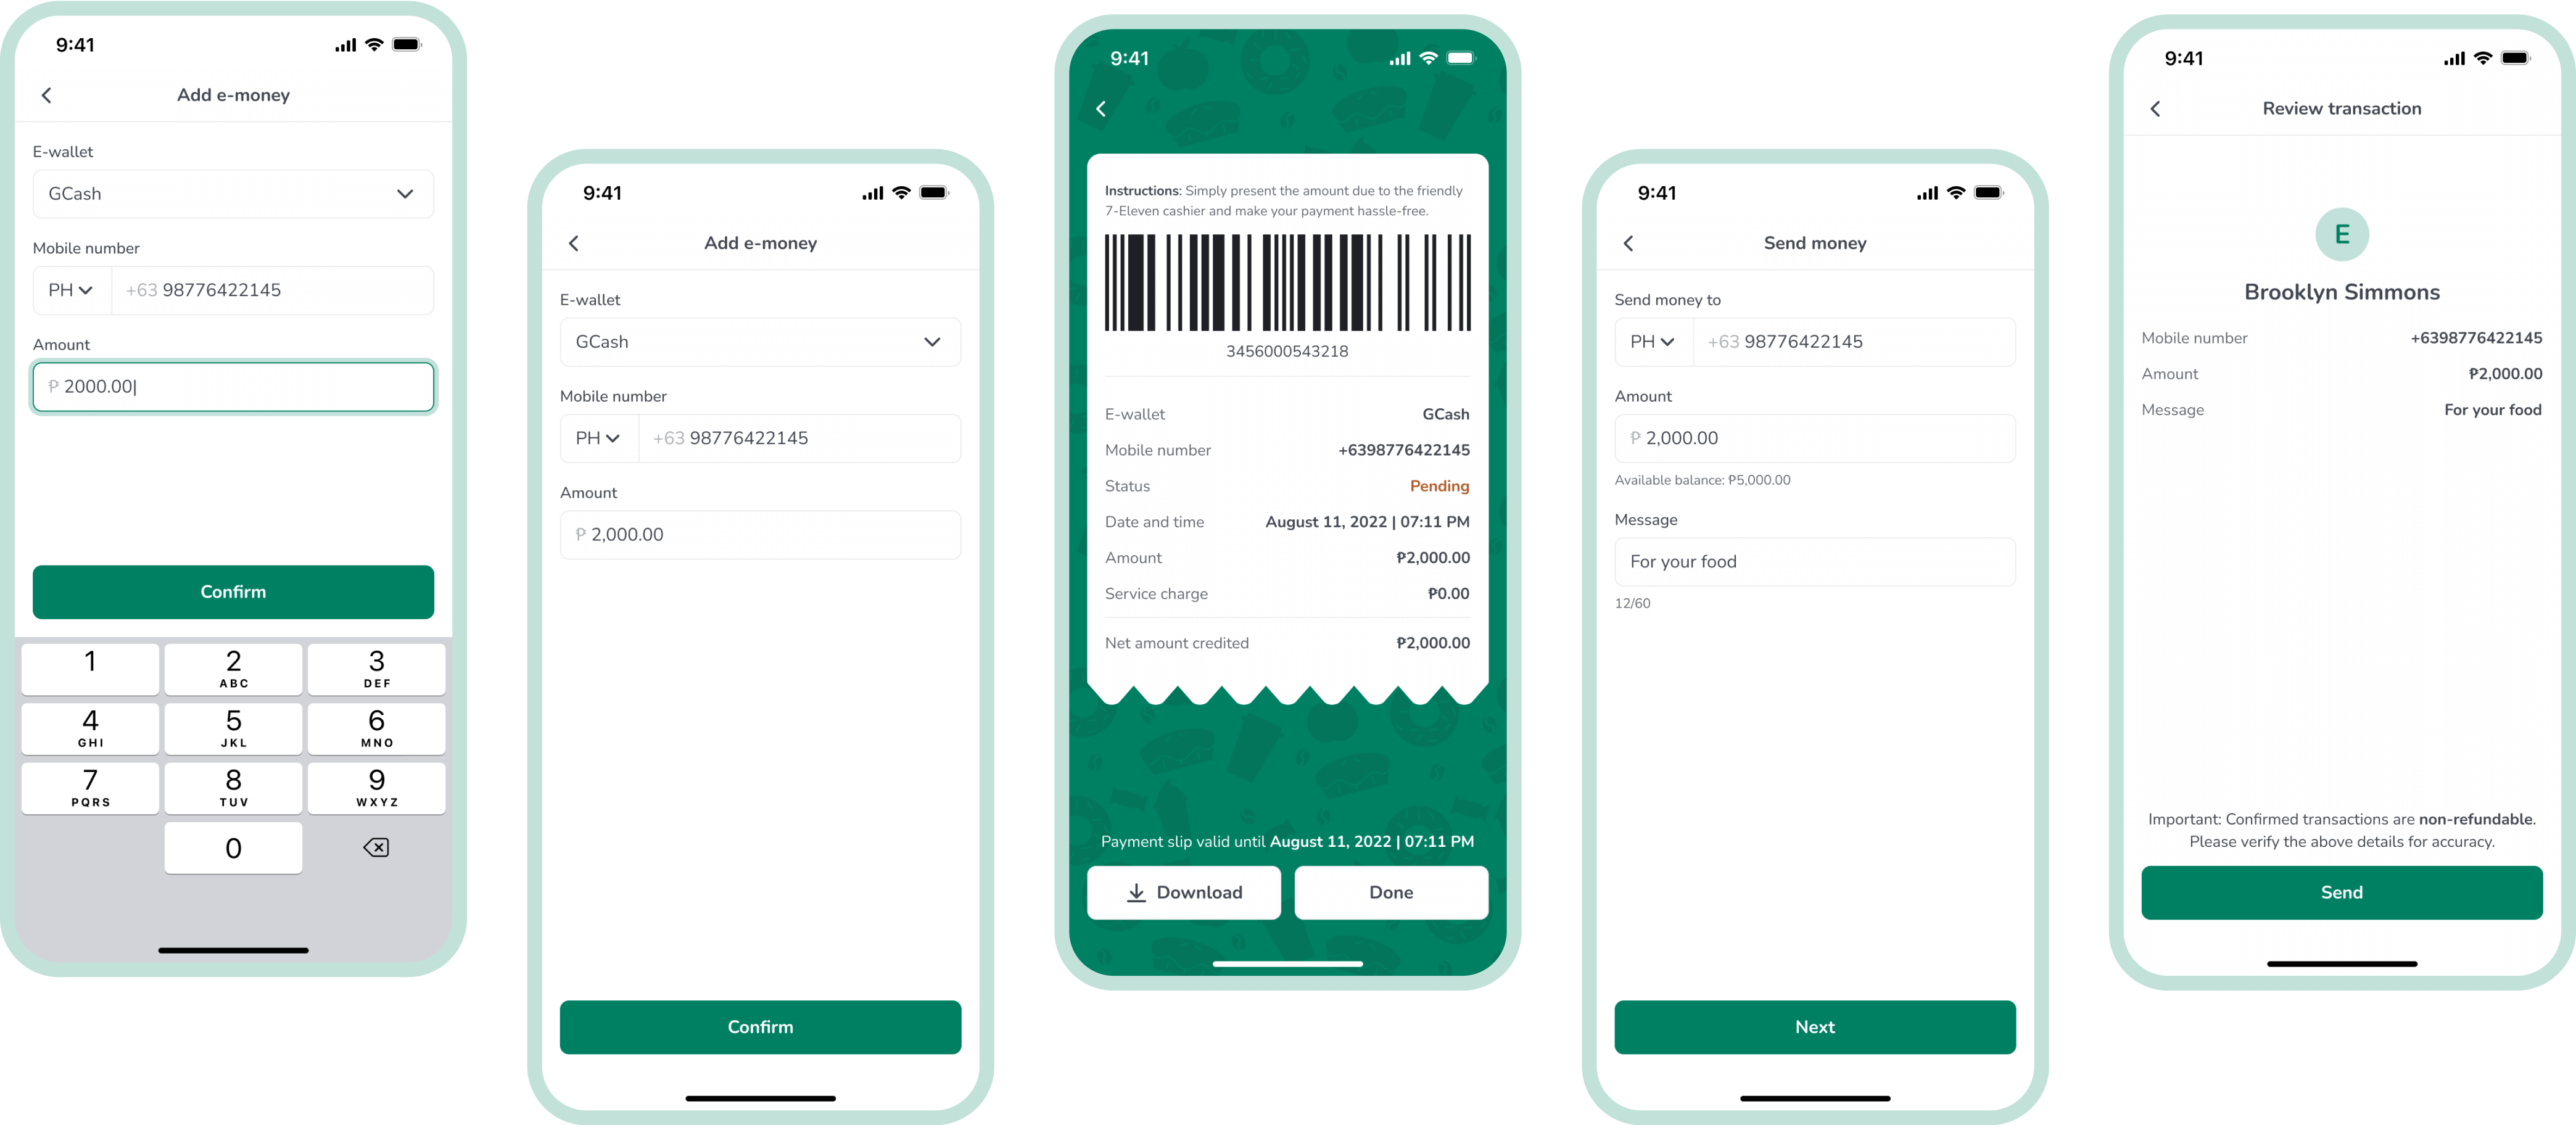 9:41
Add e-money
E-wallet
GCash
Mobile number
PH +63 98776422145
Amount
₱ 2000.00
Confirm
1
2 ABC
3 DEF
4 GHI
5 JKL
6 MNO
7 PQRS
8 TUV
9 WXYZ
0
9:41
Add e-money
E-wallet
GCash
Mobile number
PH +63 98776422145
Amount
₱ 2,000.00
Confirm
9:41
Instructions: Simply present the amount due to the friendly
7-Eleven cashier and make your payment hassle-free.
3456000543218
E-wallet GCash
Mobile number +6398776422145
Status Pending
Date and time August 11, 2022 | 07:11 PM
Amount ₱2,000.00
Service charge ₱0.00
Net amount credited ₱2,000.00
Payment slip valid until August 11, 2022 | 07:11 PM
Download
Done
9:41
Send money
Send money to
PH +63 98776422145
Amount
₱ 2,000.00
Available balance: ₱5,000.00
Message
For your food
12/60
Next
9:41
Review transaction
E
Brooklyn Simmons
Mobile number +6398776422145
Amount ₱2,000.00
Message For your food
Important: Confirmed transactions are non-refundable.
Please verify the above details for accuracy.
Send